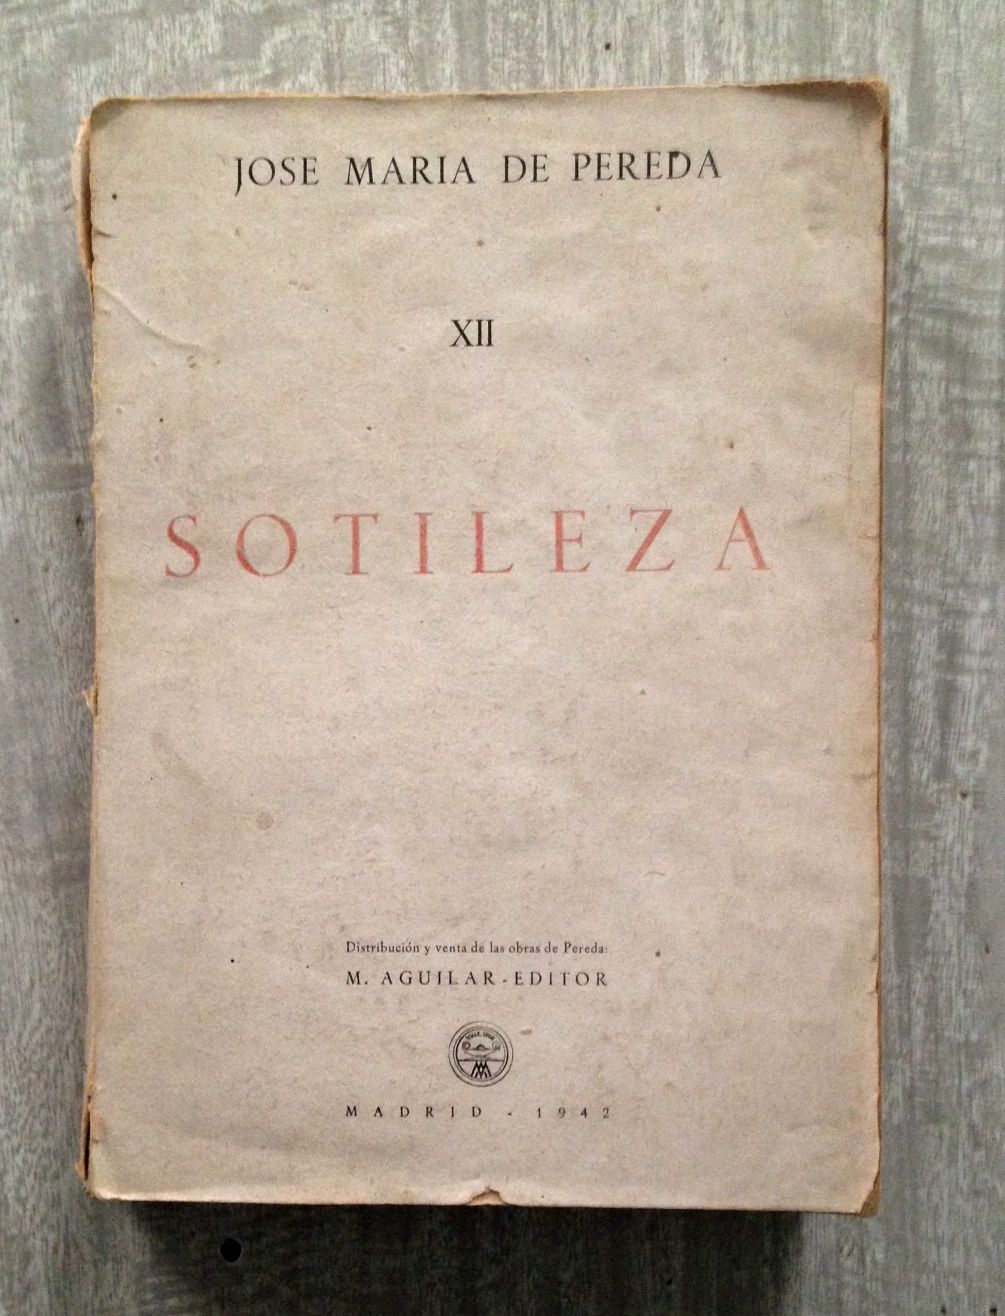 JOSE MARIA DE PEREDA
XII
SOTILEZA
Distribución y venta de las obras de Pereda:
M. AGUILAR-EDITOR
MADRID - 1942